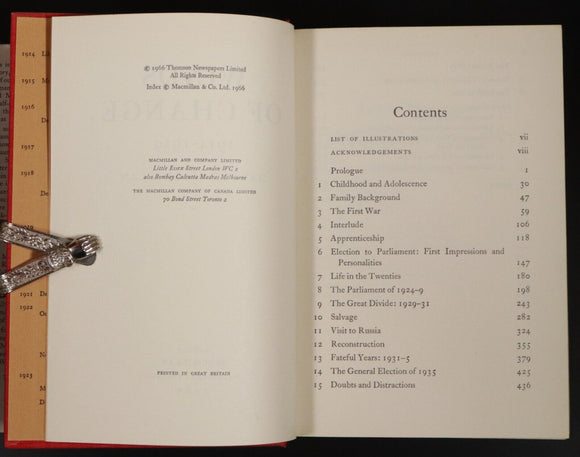 1914
1915
1916
1917
1918
1921
1922
1923
© 1966 Thomson Newspapers Limited
All Rights Reserved
Index © Macmillan & Co. Ltd. 1966
OF CHANGE
MACMILLAN AND COMPANY LIMITED
Little Essex Street London WC 2
also Bombay Calcutta Madras Melbourne
THE MACMILLAN COMPANY OF CANADA LIMITED
70 Bond Street Toronto 2
PRINTED IN GREAT BRITAIN
Contents
LIST OF ILLUSTRATIONS vii
ACKNOWLEDGEMENTS viii
Prologue 1
1 Childhood and Adolescence 30
2 Family Background 47
3 The First War 59
4 Interlude 106
5 Apprenticeship 118
6 Election to Parliament: First Impressions and
Personalities 147
7 Life in the Twenties 180
8 The Parliament of 1924–9 198
9 The Great Divide: 1929–31 243
10 Salvage 282
11 Visit to Russia 324
12 Reconstruction 355
13 Fateful Years: 1931–5 379
14 The General Election of 1935 425
15 Doubts and Distractions 436